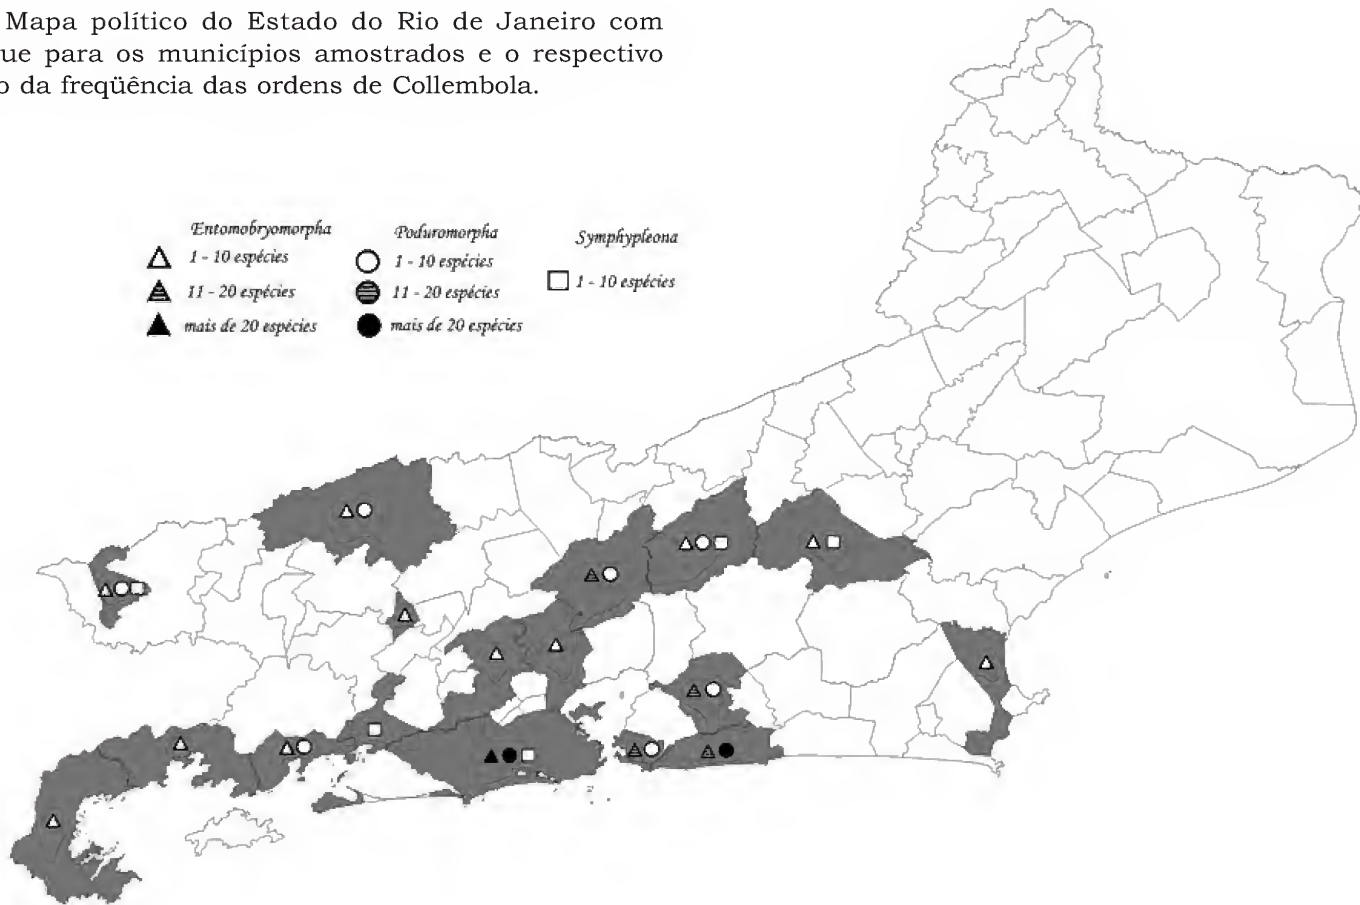 Mapa político do Estado do Rio de Janeiro com
para os municípios amostrados e o respectivo
da freqüência das ordens de Collembola.
Entomobryomorpha
1 - 10 espécies
11 - 20 espécies
mais de 20 espécies
Poduromorpha
1 - 10 espécies
11 - 20 espécies
mais de 20 espécies
Symphypleona
1 - 10 espécies